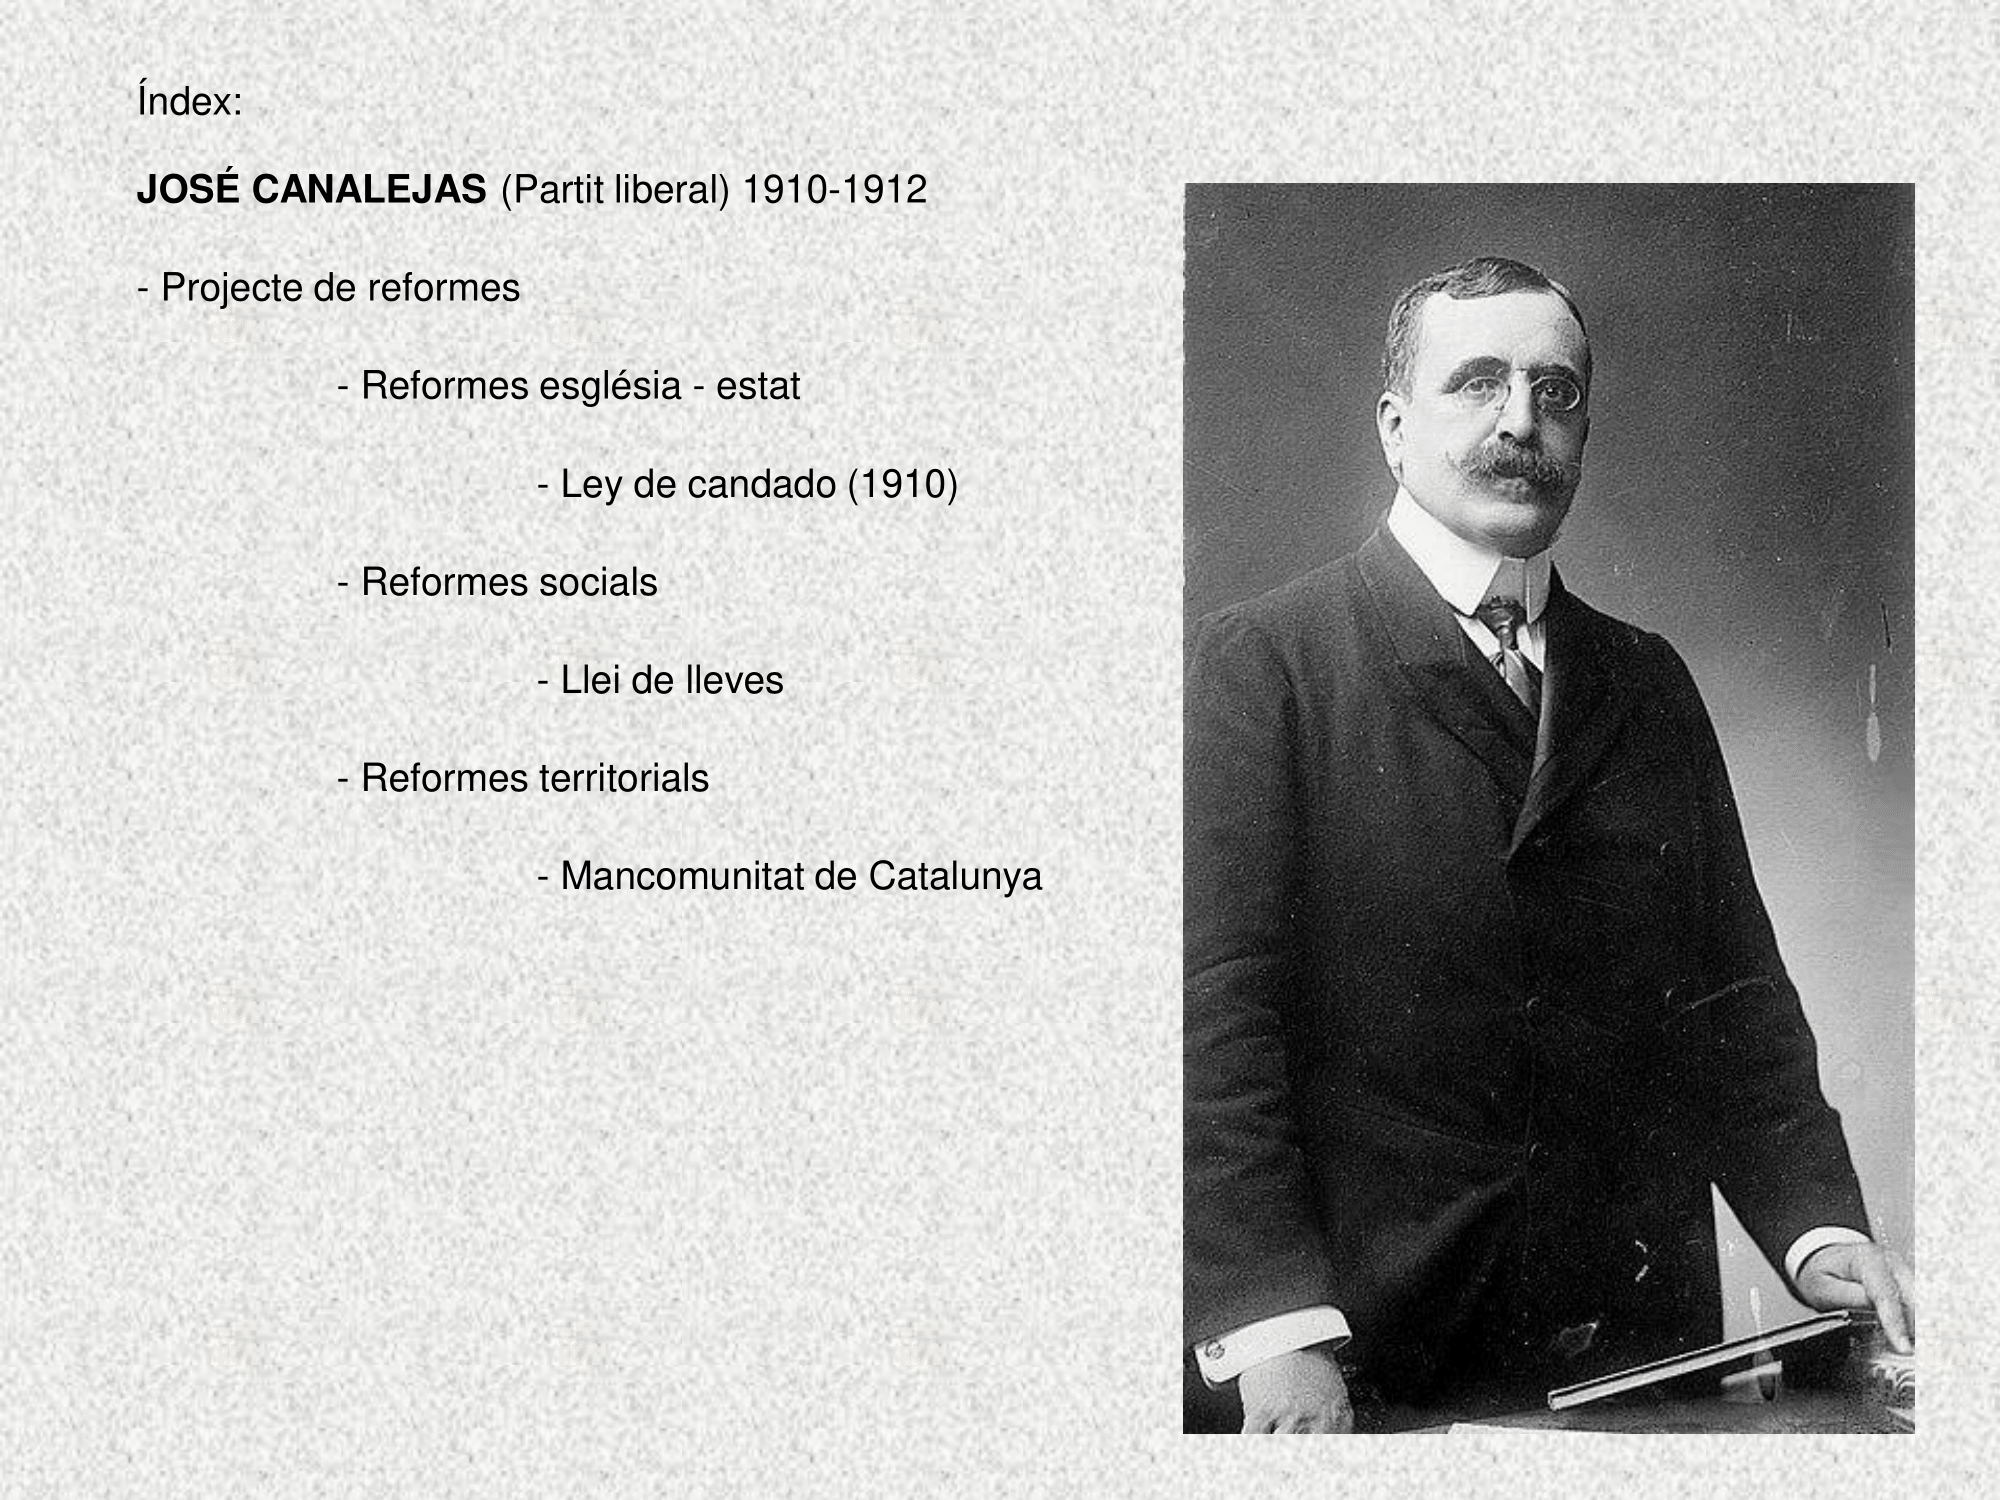 Índex:
JOSÉ CANALEJAS (Partit liberal) 1910-1912
- Projecte de reformes
- Reformes església - estat
- Ley de candado (1910)
- Reformes socials
- Llei de lleves
- Reformes territorials
- Mancomunitat de Catalunya